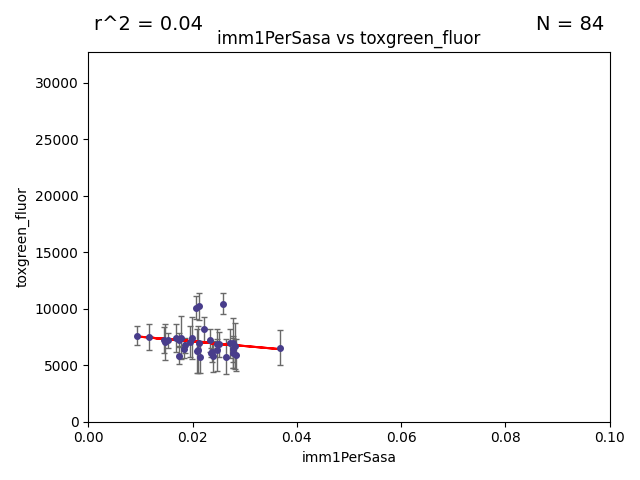 r^2 = 0.04
N = 84
imm1PerSasa vs toxgreen_fluor
30000
25000
20000
15000
10000
5000
0
toxgreen_fluor
0.00 0.02 0.04 0.06 0.08 0.10
imm1PerSasa